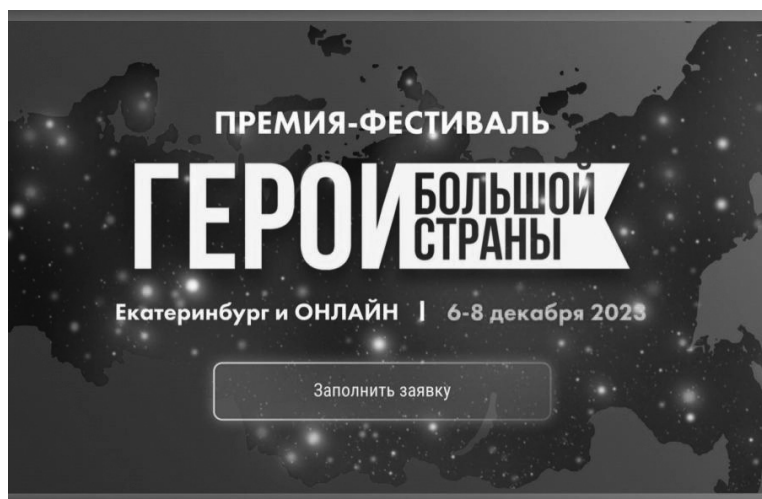 ПРЕМИЯ-ФЕСТИВАЛЬ
ГЕРОИ БОЛЬШОЙ СТРАНЫ
Екатеринбург и ОНЛАЙН | 6-8 декабря 2023
Заполнить заявку